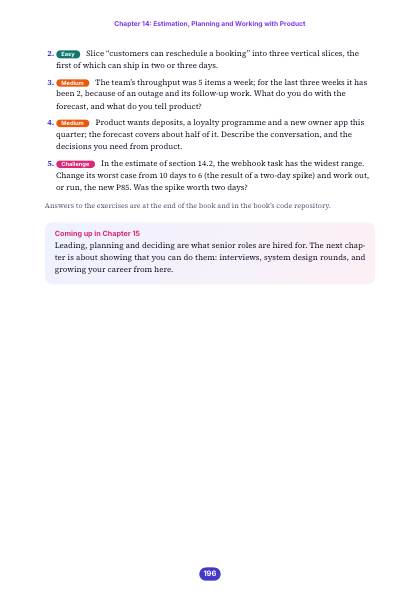 Chapter 14: Estimation, Planning and Working with Product
2. Easy Slice “customers can reschedule a booking” into three vertical slices, the
first of which can ship in two or three days.
3. Medium The team’s throughput was 5 items a week; for the last three weeks it has
been 2, because of an outage and its follow-up work. What do you do with the
forecast, and what do you tell product?
4. Medium Product wants deposits, a loyalty programme and a new owner app this
quarter; the forecast covers about half of it. Describe the conversation, and the
decisions you need from product.
5. Challenge In the estimate of section 14.2, the webhook task has the widest range.
Change its worst case from 10 days to 6 (the result of a two-day spike) and work out,
or run, the new P85. Was the spike worth two days?
Answers to the exercises are at the end of the book and in the book’s code repository.
Coming up in Chapter 15
Leading, planning and deciding are what senior roles are hired for. The next chap-
ter is about showing that you can do them: interviews, system design rounds, and
growing your career from here.
196